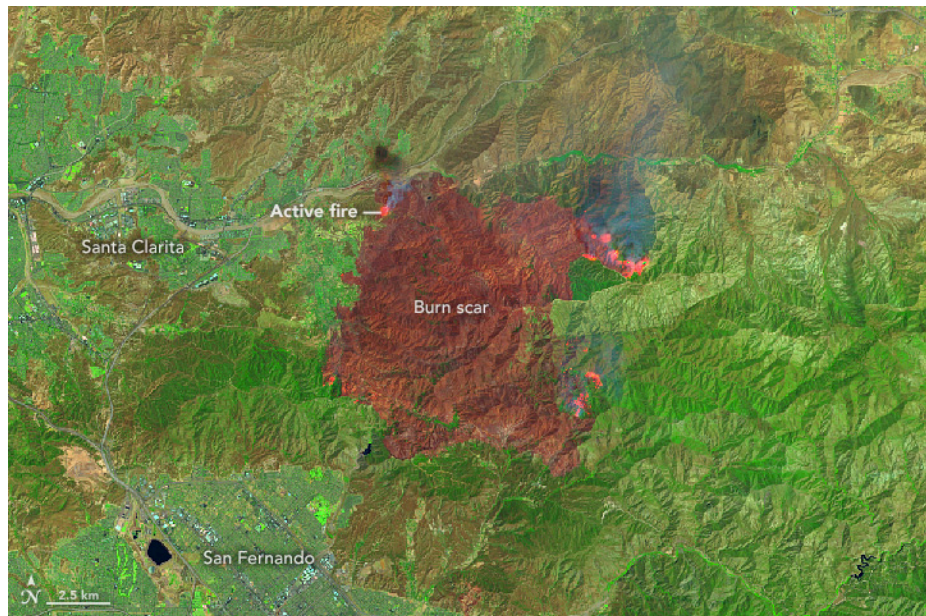 Active fire
Santa Clarita
Burn scar
San Fernando
N
2.5 km